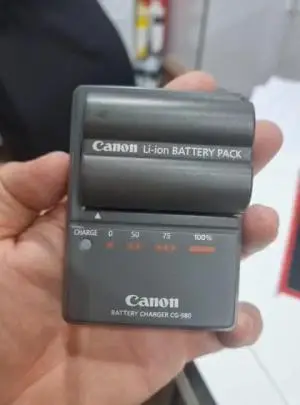 Canon Li-ion BATTERY PACK
CHARGE 0 50 75 100%
Canon
BATTERY CHARGER CG-580